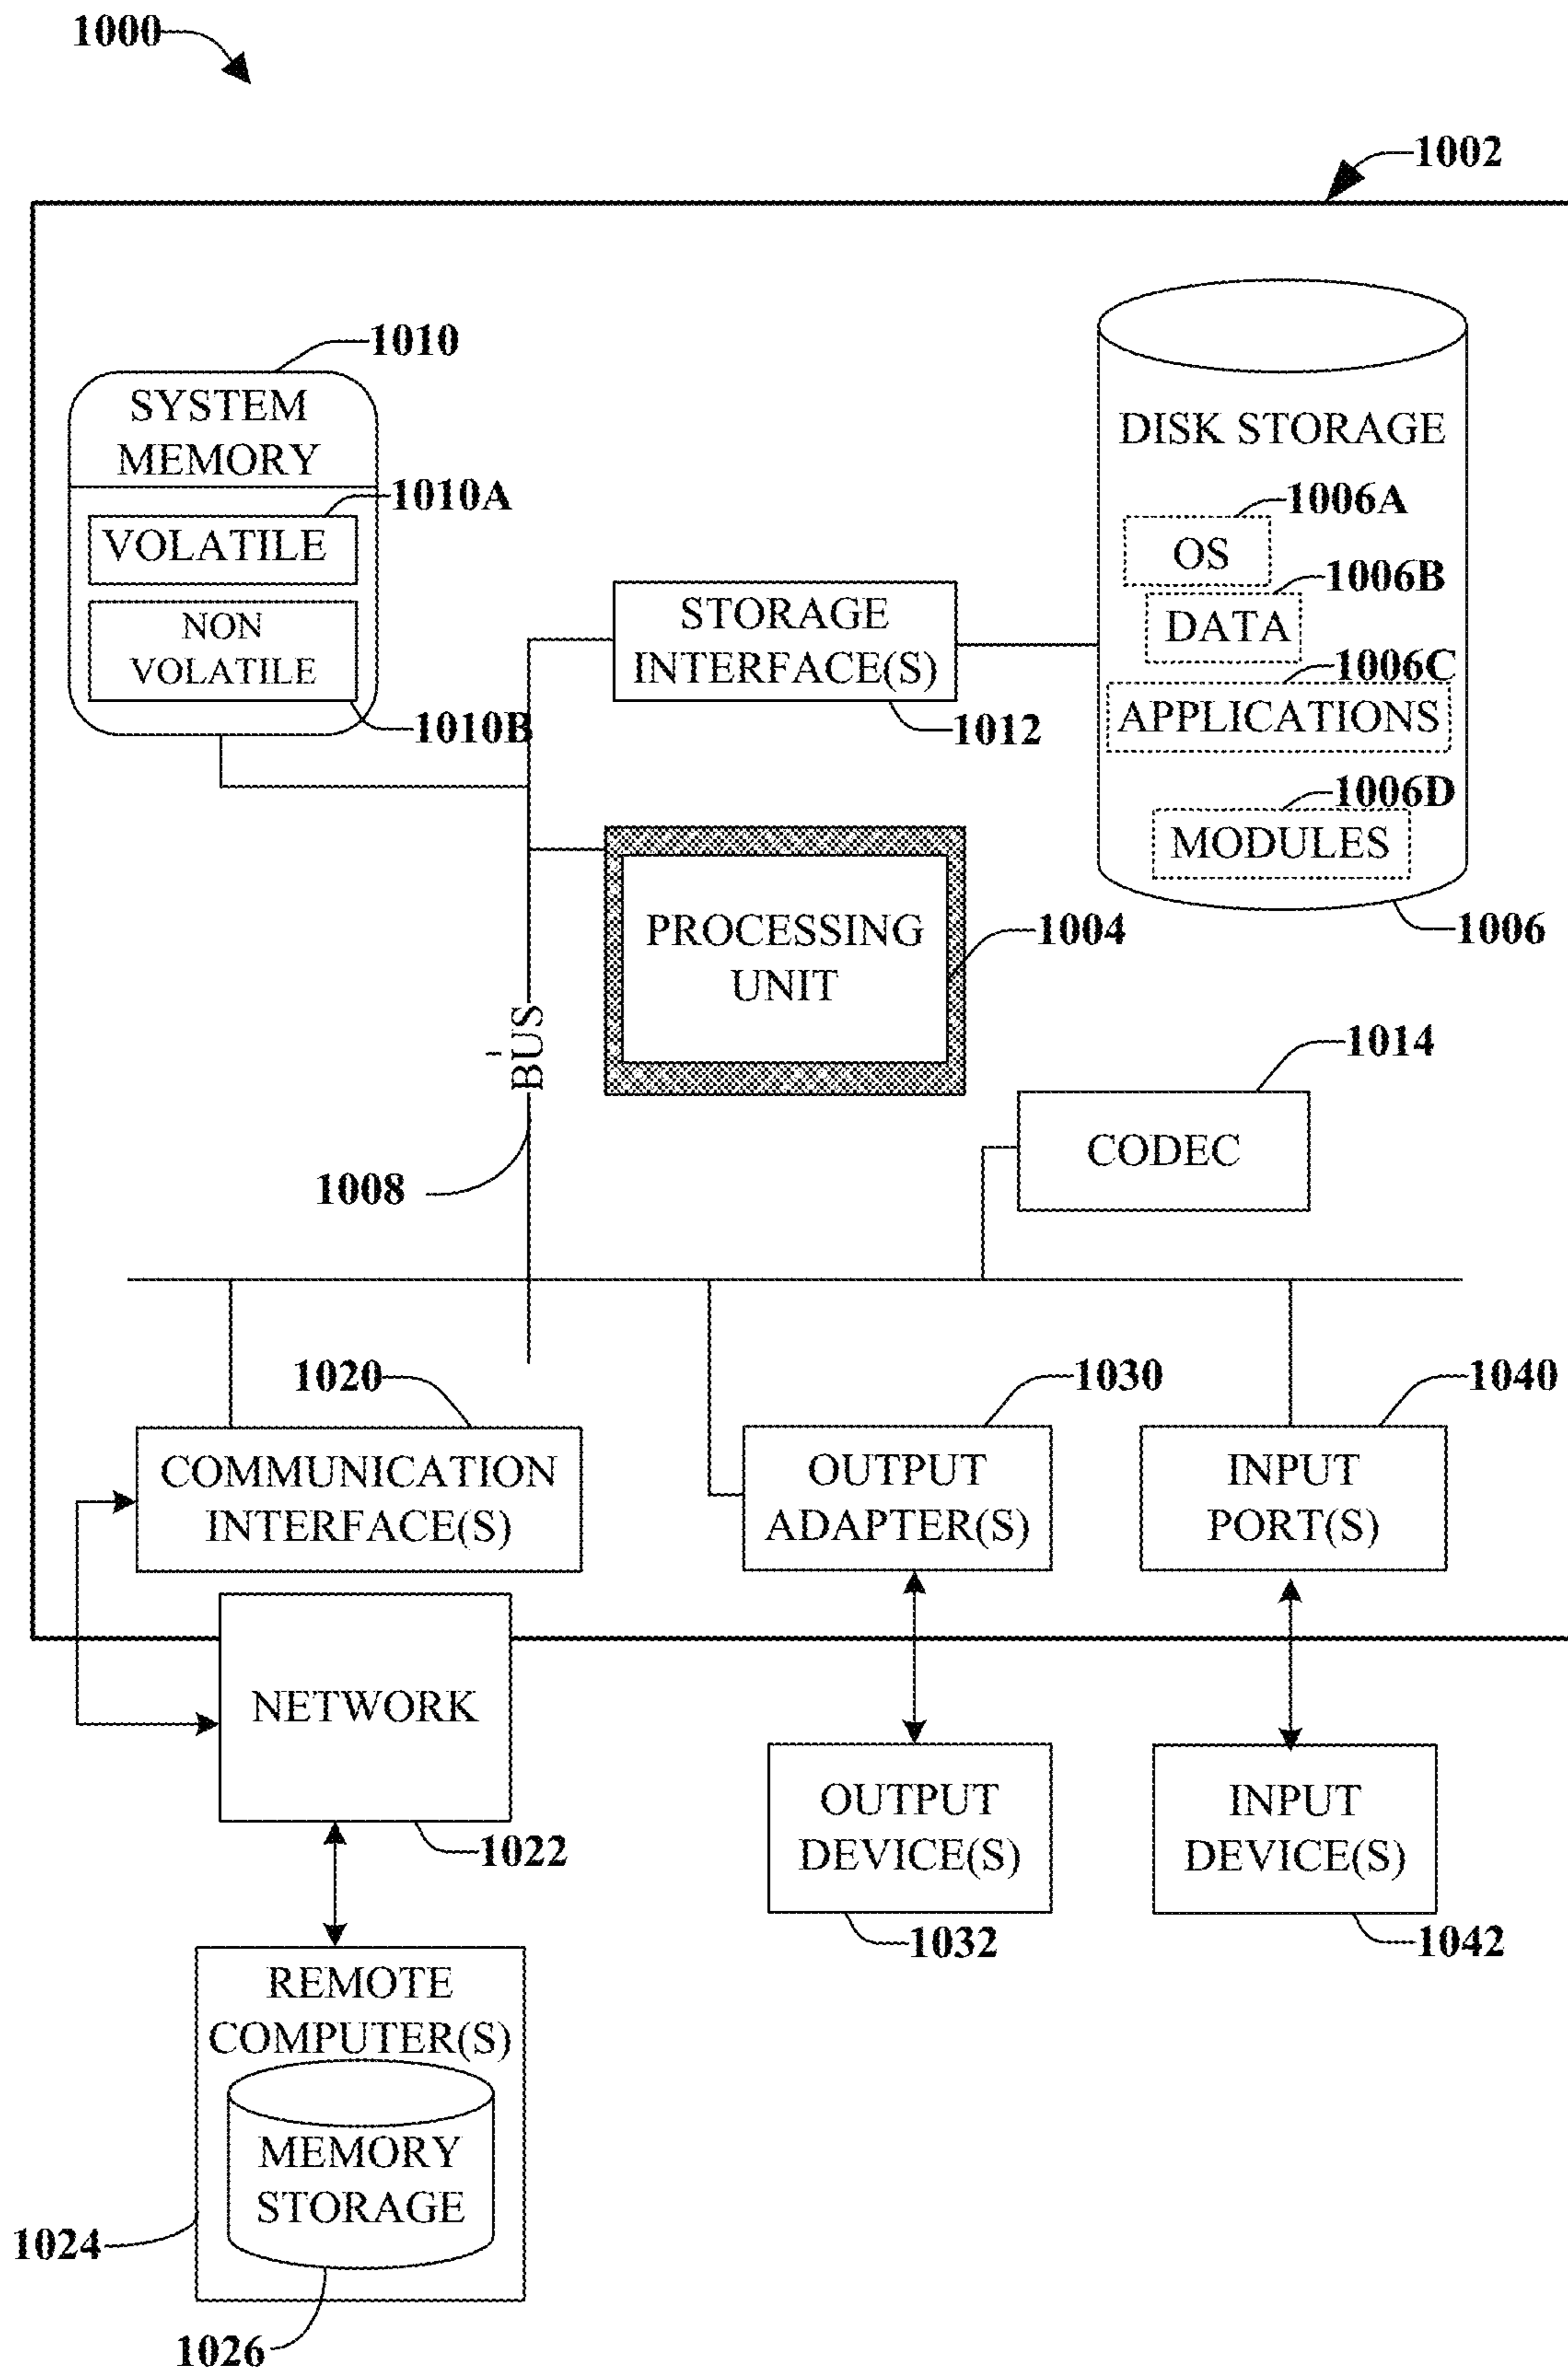 1000
1002
1010
SYSTEM
MEMORY
1010A
VOLATILE
NON
VOLATILE
1010B
STORAGE
INTERFACE(S)
1012
DISK STORAGE
1006A
OS
1006B
DATA
1006C
APPLICATIONS
1006D
MODULES
1006
PROCESSING
UNIT
1004
BUS
1008
1014
CODEC
1020
COMMUNICATION
INTERFACE(S)
1030
OUTPUT
ADAPTER(S)
1040
INPUT
PORT(S)
NETWORK
1022
OUTPUT
DEVICE(S)
1032
INPUT
DEVICE(S)
1042
REMOTE
COMPUTER(S)
MEMORY
STORAGE
1024
1026